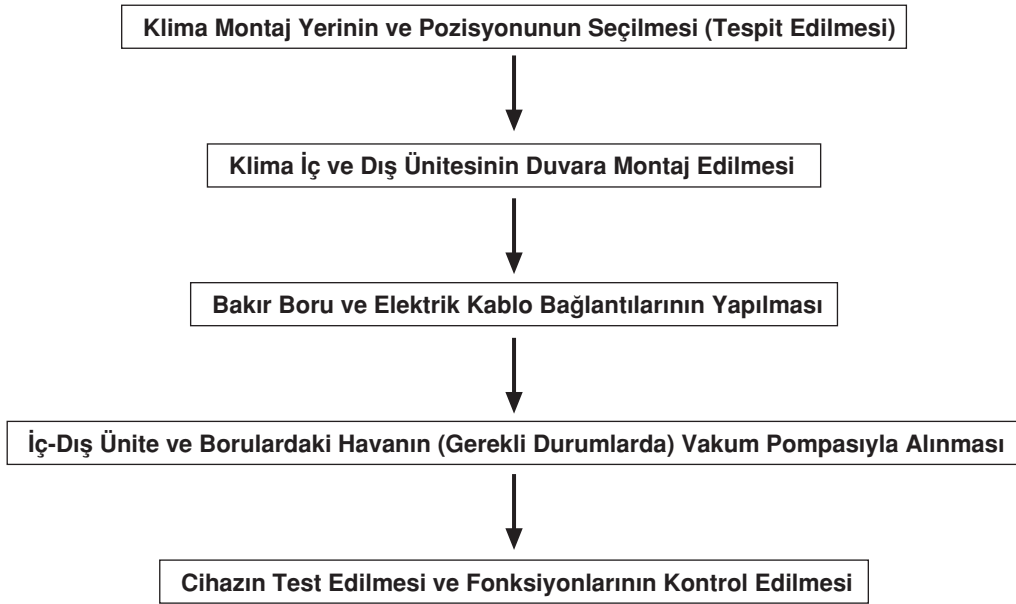 Klima Montaj Yerinin ve Pozisyonunun Seçilmesi (Tespit Edilmesi)
Klima İç ve Dış Ünitesinin Duvara Montaj Edilmesi
Bakır Boru ve Elektrik Kablo Bağlantılarının Yapılması
İç-Dış Ünite ve Borulardaki Havanın (Gerekli Durumlarda) Vakum Pompasıyla Alınması
Cihazın Test Edilmesi ve Fonksiyonlarının Kontrol Edilmesi